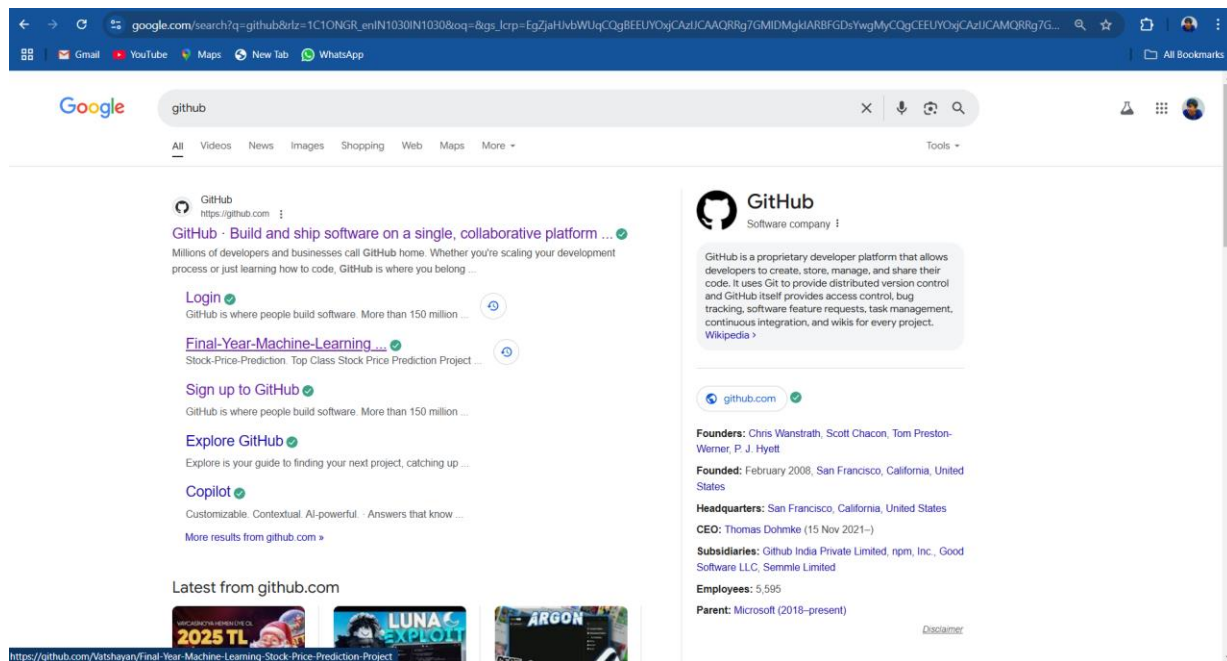 google.com/search?q=github&rlz=1C1ONGR_enIN1030IN1030&oq=&gs_lcrp=EgZjaHJvbWUqCQgBEEUYOxjCAzIJCAAQRRg7GMIDMgkIARBFGDsYwgMyCQgCEEUYOxjCAzIJCAMQRRg7G...
Gmail YouTube Maps New Tab WhatsApp All Bookmarks
Google github
All Videos News Images Shopping Web Maps More Tools
GitHub
https://github.com
GitHub · Build and ship software on a single, collaborative platform ...
Millions of developers and businesses call GitHub home. Whether you're scaling your development
process or just learning how to code, GitHub is where you belong ...
Login
GitHub is where people build software. More than 150 million ...
Final-Year-Machine-Learning ...
Stock-Price-Prediction. Top Class Stock Price Prediction Project ...
Sign up to GitHub
GitHub is where people build software. More than 150 million ...
Explore GitHub
Explore is your guide to finding your next project, catching up ...
Copilot
Customizable. Contextual. AI-powerful. · Answers that know ...
More results from github.com »
Latest from github.com
2025 TL
LUNA
EXPLOIT
ARGON
https://github.com/Vatshayan/Final-Year-Machine-Learning-Stock-Price-Prediction-Project
GitHub
Software company
GitHub is a proprietary developer platform that allows
developers to create, store, manage, and share their
code. It uses Git to provide distributed version control
and GitHub itself provides access control, bug
tracking, software feature requests, task management,
continuous integration, and wikis for every project.
Wikipedia >
github.com
Founders: Chris Wanstrath, Scott Chacon, Tom Preston-
Werner, P. J. Hyett
Founded: February 2008, San Francisco, California, United
States
Headquarters: San Francisco, California, United States
CEO: Thomas Dohmke (15 Nov 2021–)
Subsidiaries: Github India Private Limited, npm, Inc., Good
Software LLC, Semmle Limited
Employees: 5,595
Parent: Microsoft (2018–present)
Disclaimer